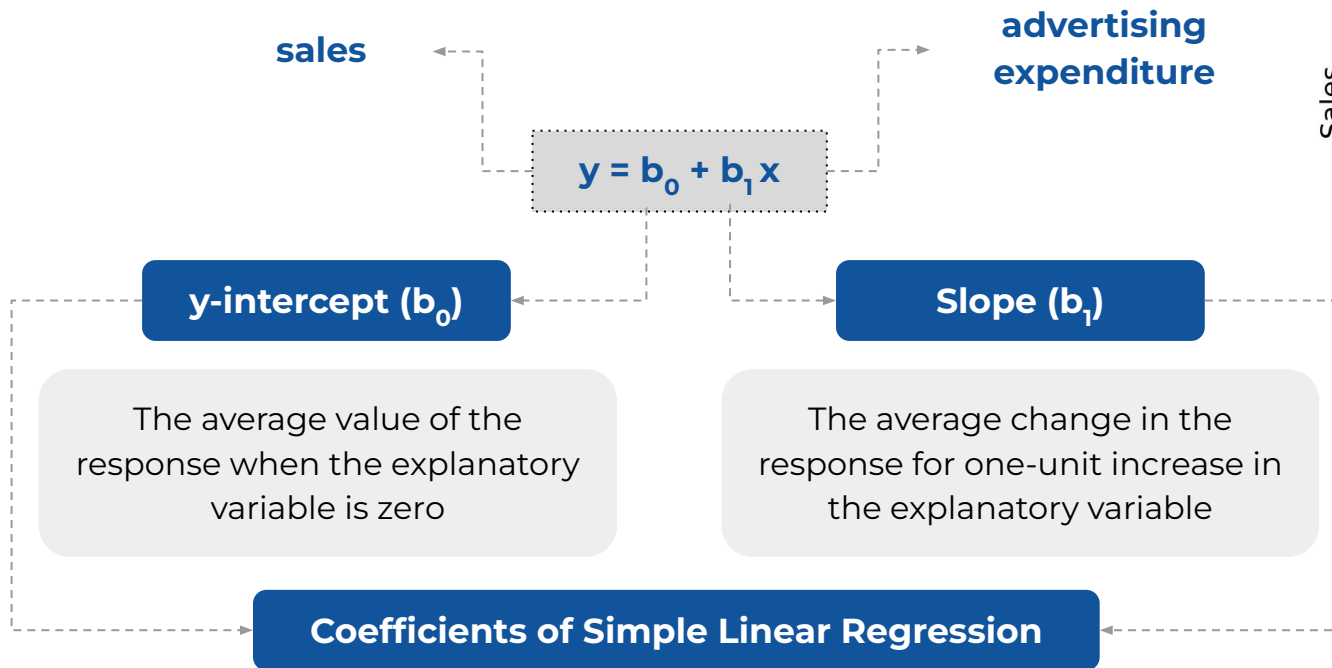 sales
advertising
expenditure
Sales
y = b₀ + b₁ x
y-intercept (b₀)
Slope (b₁)
The average value of the
response when the explanatory
variable is zero
The average change in the
response for one-unit increase in
the explanatory variable
Coefficients of Simple Linear Regression